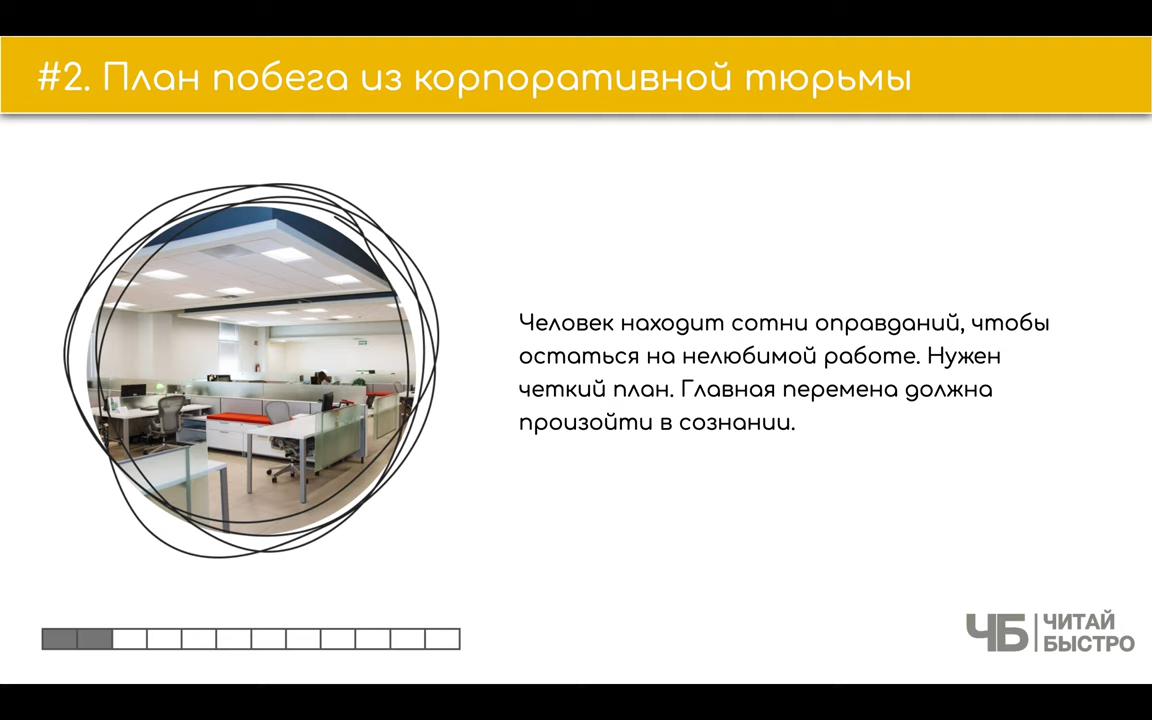 #2. План побега из корпоративной тюрьмы
Человек находит сотни оправданий, чтобы
остаться на нелюбимой работе. Нужен
четкий план. Главная перемена должна
произойти в сознании.
ЧБ ЧИТАЙ
БЫСТРО